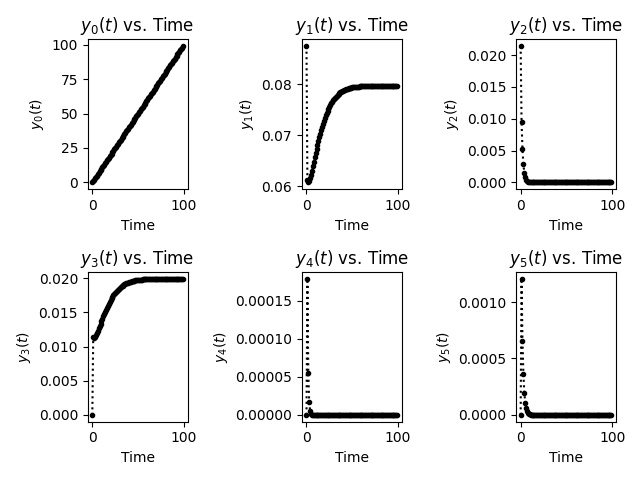 y₀(t) vs. Time
y₁(t) vs. Time
y₂(t) vs. Time
100
75
50
25
0
y₀(t)
0 100
Time
0.08
0.07
0.06
y₁(t)
0 100
Time
0.020
0.015
0.010
0.005
0.000
y₂(t)
0 100
Time
y₃(t) vs. Time
y₄(t) vs. Time
y₅(t) vs. Time
0.020
0.015
0.010
0.005
0.000
y₃(t)
0 100
Time
0.00015
0.00010
0.00005
0.00000
y₄(t)
0 100
Time
0.0010
0.0005
0.0000
y₅(t)
0 100
Time